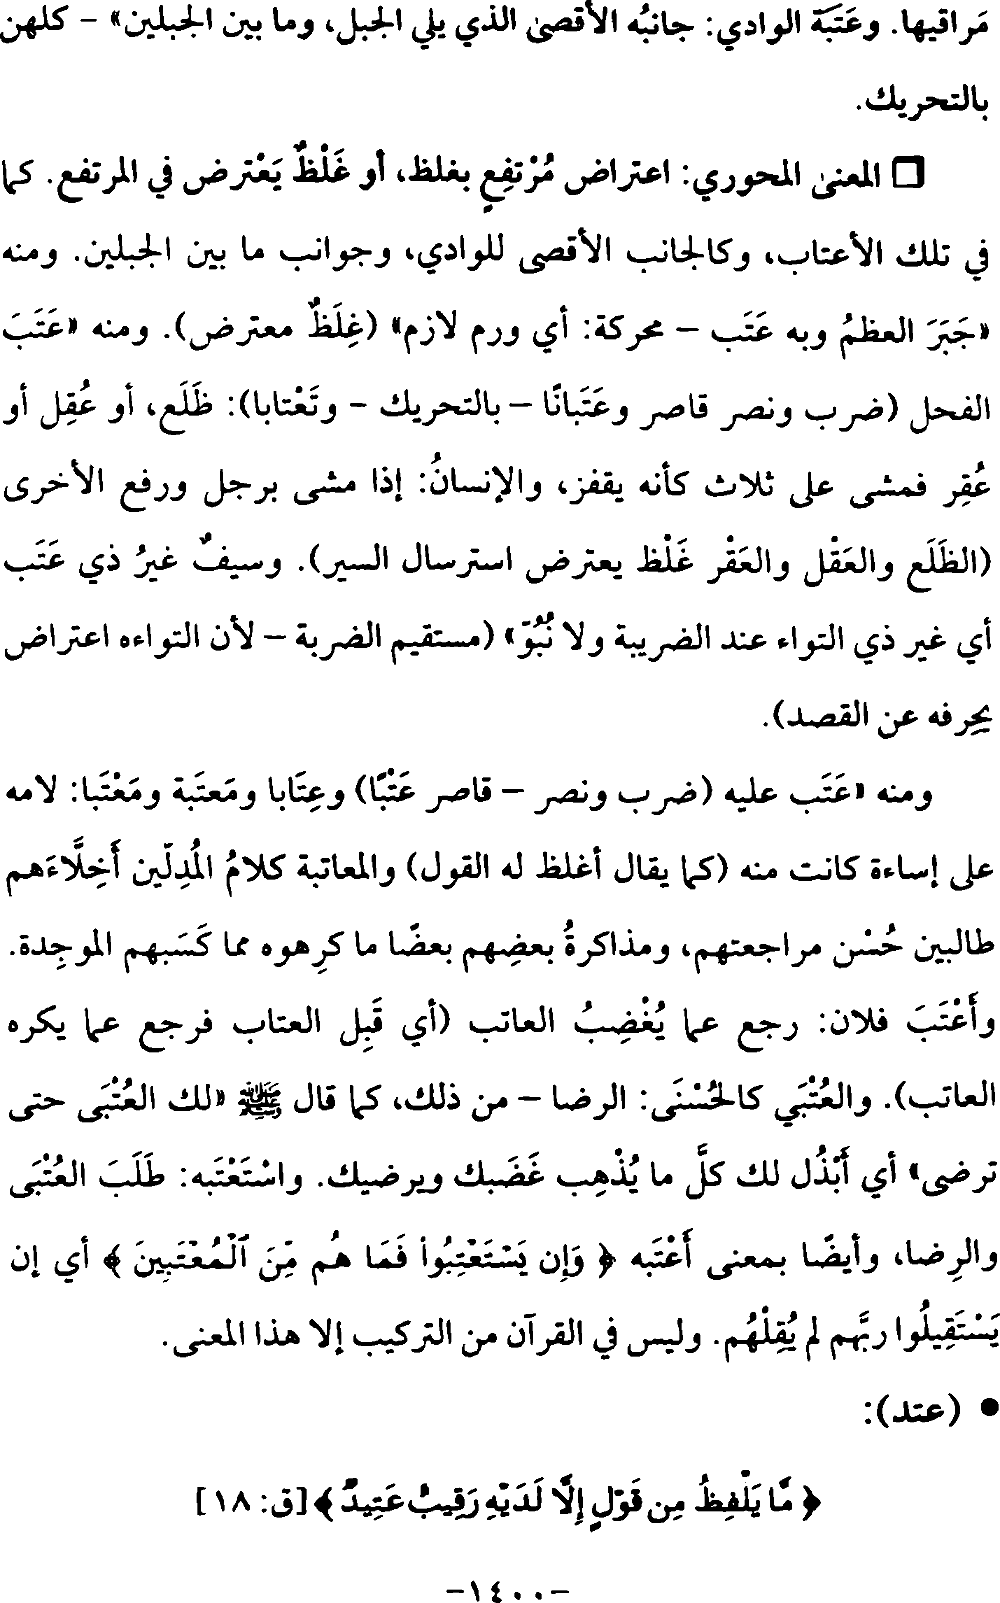 مَراقيها. وعَتَبَة الوادي: جانبُه الأقصىٰ الذي يلي الجبل، وما بين الجبلين» – كلهن
بالتحريك.
□ المعنىٰ المحوري: اعتراض مُرْتفِعٍ بغلظ، أو غَلْظٌ يَعْترض في المرتفع. كما
في تلك الأعتاب، وكالجانب الأقصى للوادي، وجوانب ما بين الجبلين. ومنه
«جَبَرَ العظمُ وبه عَتَب – محركة: أي ورم لازم» (غِلَظٌ معترض). ومنه «عَتَبَ
الفحل (ضرب ونصر قاصر وعَتَبانًا – بالتحريك – وتَعْتابا): ظَلَع، أو عُقِل أو
عُقِر فمشى على ثلاث كأنه يقفز، والإنسانُ: إذا مشى برجل ورفع الأخرى
(الظَلَع والعَقْل والعَقْر غَلْظ يعترض استرسال السير). وسيفٌ غيرُ ذي عَتَب
أي غير ذي التواء عند الضريبة ولا نُبُوّ» (مستقيم الضربة – لأن التواءه اعتراض
يحرفه عن القصد).
ومنه «عَتَب عليه (ضرب ونصر – قاصر عَتْبًا) وعِتَابا ومَعتَبة ومَعْتَبا: لامه
على إساءة كانت منه (كما يقال أغلظ له القول) والمعاتبة كلامُ المُدِلّين أَخِلَّاءَهم
طالبين حُسْن مراجعتهم، ومذاكرةُ بعضِهم بعضًا ما كرِهوه مما كَسَبهم الموجِدة.
وأَعْتَبَ فلان: رجع عما يُغْضِبُ العاتب (أي قَبِل العتاب فرجع عما يكره
العاتب). والعُتْبَي كالحُسْنَى: الرضا – من ذلك، كما قال ﷺ «لك العُتْبَى حتى
ترضى» أي أَبْذُل لك كلَّ ما يُذْهِب غَضَبك ويرضيك. واسْتَعْتَبه: طَلَبَ العُتْبَى
والرِضا، وأيضًا بمعنى أَعْتَبه ﴿ وَإِن يَسْتَعْتِبُوا۟ فَمَا هُم مِّنَ ٱلْمُعْتَبِينَ ﴾ أي إن
يَسْتَقِيلُوا ربَّهم لم يُقِلْهُم. وليس في القرآن من التركيب إلا هذا المعنى.
● (عتد):
﴿ مَّا يَلْفِظُ مِن قَوْلٍ إِلَّا لَدَيْهِ رَقِيبٌ عَتِيدٌ ﴾ [ق: ١٨]
–١٤٠٠–